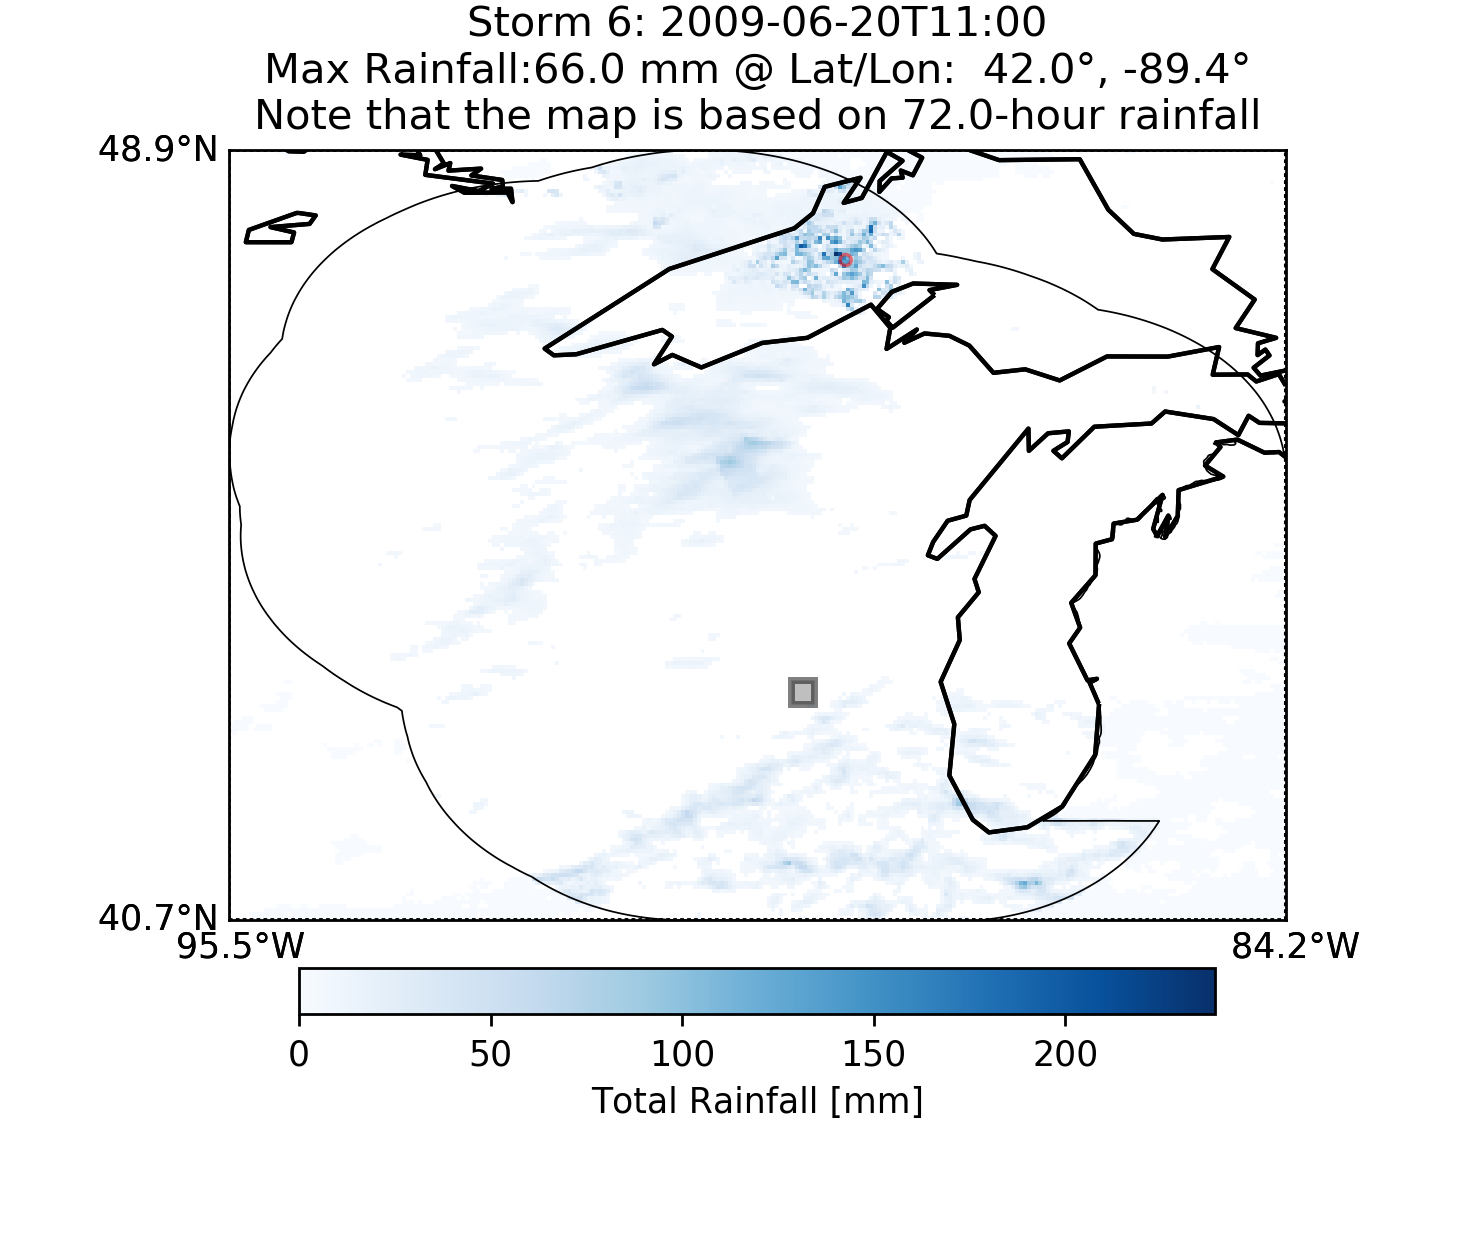 Storm 6: 2009-06-20T11:00
Max Rainfall:66.0 mm @ Lat/Lon:  42.0°, -89.4°
Note that the map is based on 72.0-hour rainfall
48.9°N
40.7°N
95.5°W 84.2°W
0 50 100 150 200
Total Rainfall [mm]